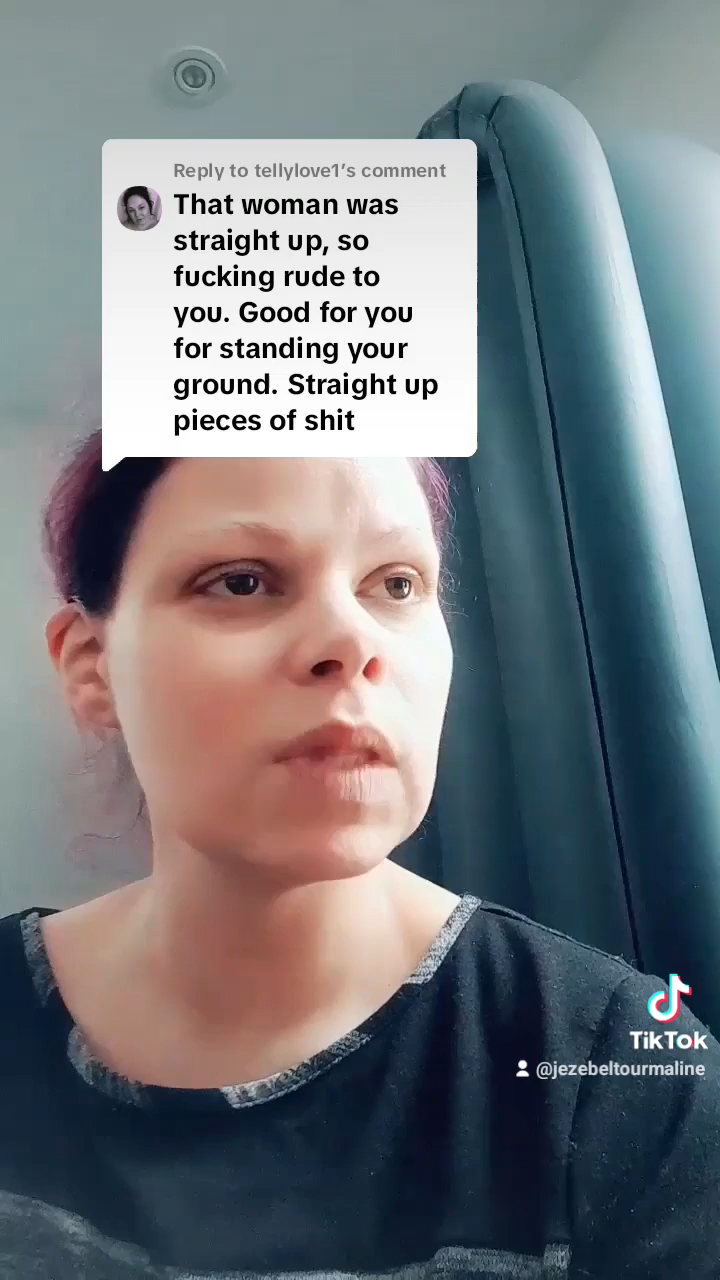 Reply to tellylove1's comment
That woman was
straight up, so
fucking rude to
you. Good for you
for standing your
ground. Straight up
pieces of shit
TikTok
@jezebeltourmaline